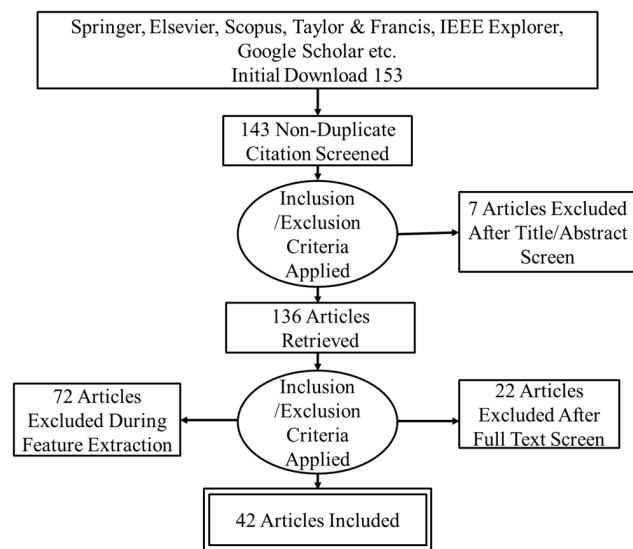 Springer, Elsevier, Scopus, Taylor & Francis, IEEE Explorer,
Google Scholar etc.
Initial Download 153
143 Non-Duplicate
Citation Screened
Inclusion
/Exclusion
Criteria
Applied
7 Articles Excluded
After Title/Abstract
Screen
136 Articles
Retrieved
72 Articles
Excluded During
Feature Extraction
Inclusion
/Exclusion
Criteria
Applied
22 Articles
Excluded After
Full Text Screen
42 Articles Included